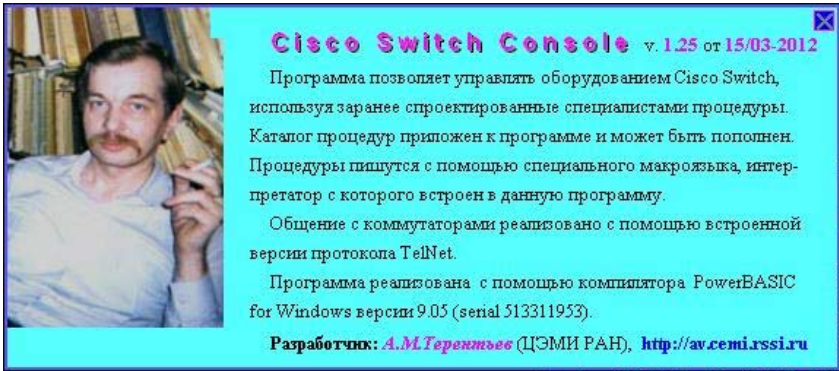 Cisco Switch Console v. 1.25 от 15/03-2012
Программа позволяет управлять оборудованием Cisco Switch,
используя заранее спроектированные специалистами процедуры.
Каталог процедур приложен к программе и может быть пополнен.
Процедуры пишутся с помощью специального макроязыка, интер-
претатор с которого встроен в данную программу.
Общение с коммутаторами реализовано с помощью встроенной
версии протокола TelNet.
Программа реализована с помощью компилятора PowerBASIC
for Windows версии 9.05 (serial 513311953).
Разработчик: А.М.Терентьев (ЦЭМИ РАН), http://av.cemi.rssi.ru